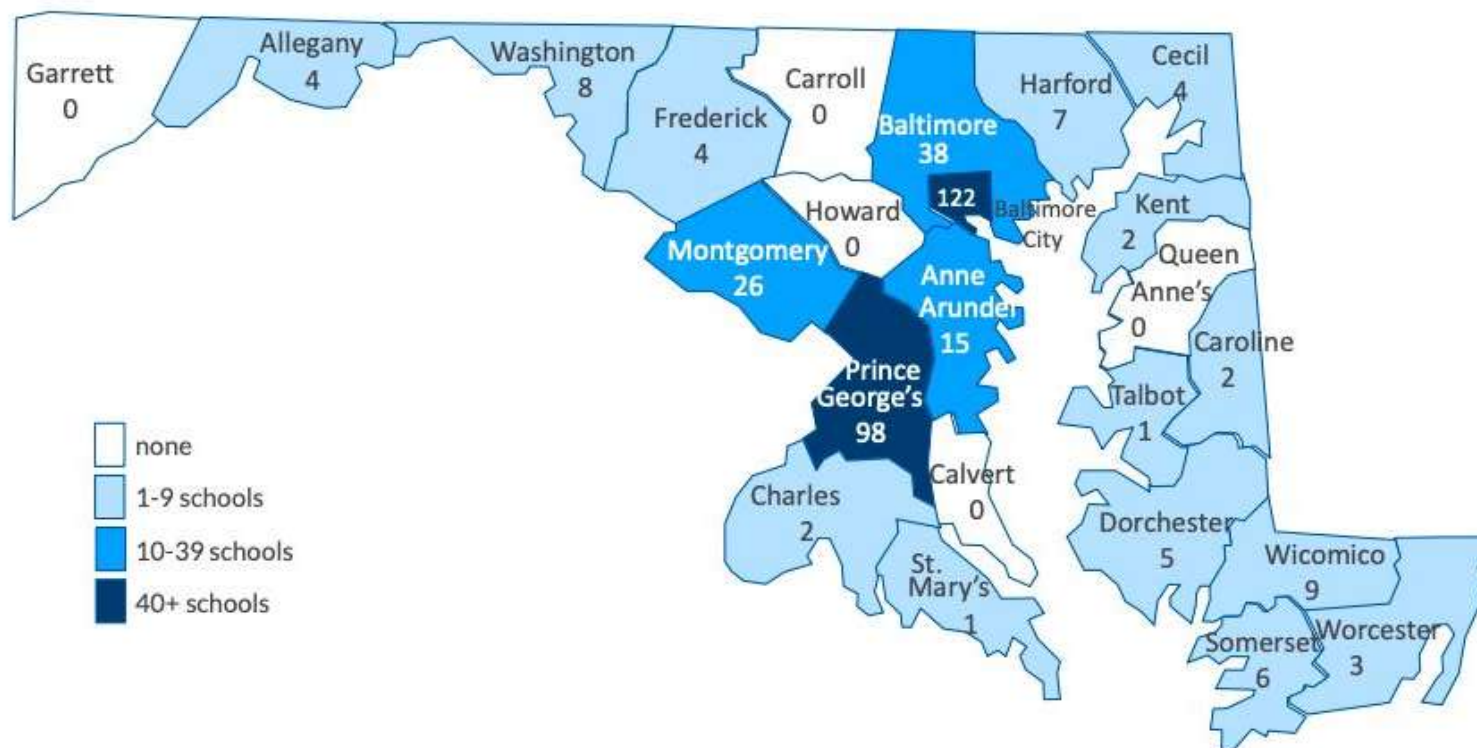 Garrett
0
Allegany
4
Washington
8
Frederick
4
Carroll
0
Baltimore
38
Harford
7
Cecil
4
122
Baltimore
City
Howard
0
Montgomery
26
Anne
Arundel
15
Prince
George's
98
Kent
2
Queen
Anne's
0
Caroline
2
Talbot
1
Calvert
0
Charles
2
St.
Mary's
1
Dorchester
5
Wicomico
9
Somerset
6
Worcester
3
none
1-9 schools
10-39 schools
40+ schools